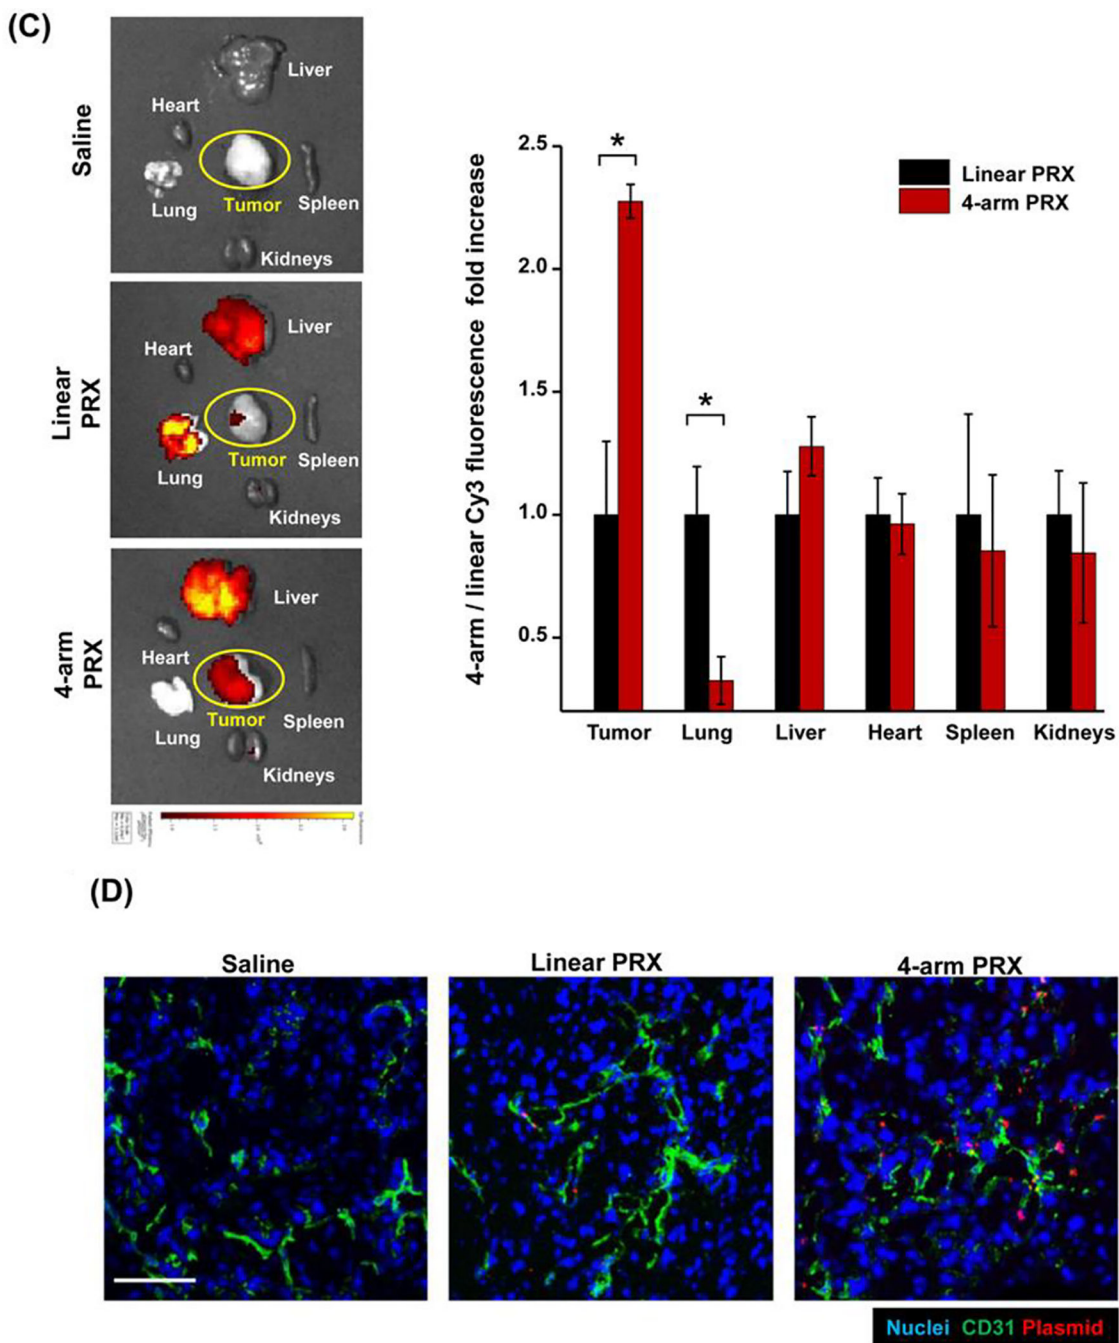 (C)
Saline
Liver
Heart
Lung
Tumor
Spleen
Kidneys
Linear
PRX
Liver
Heart
Lung
Tumor
Spleen
Kidneys
4-arm
PRX
Liver
Heart
Lung
Tumor
Spleen
Kidneys
4-arm / linear Cy3 fluorescence fold increase
2.5
2.0
1.5
1.0
0.5
*
*
Linear PRX
4-arm PRX
Tumor Lung Liver Heart Spleen Kidneys
(D)
Saline
Linear PRX
4-arm PRX
Nuclei CD31 Plasmid